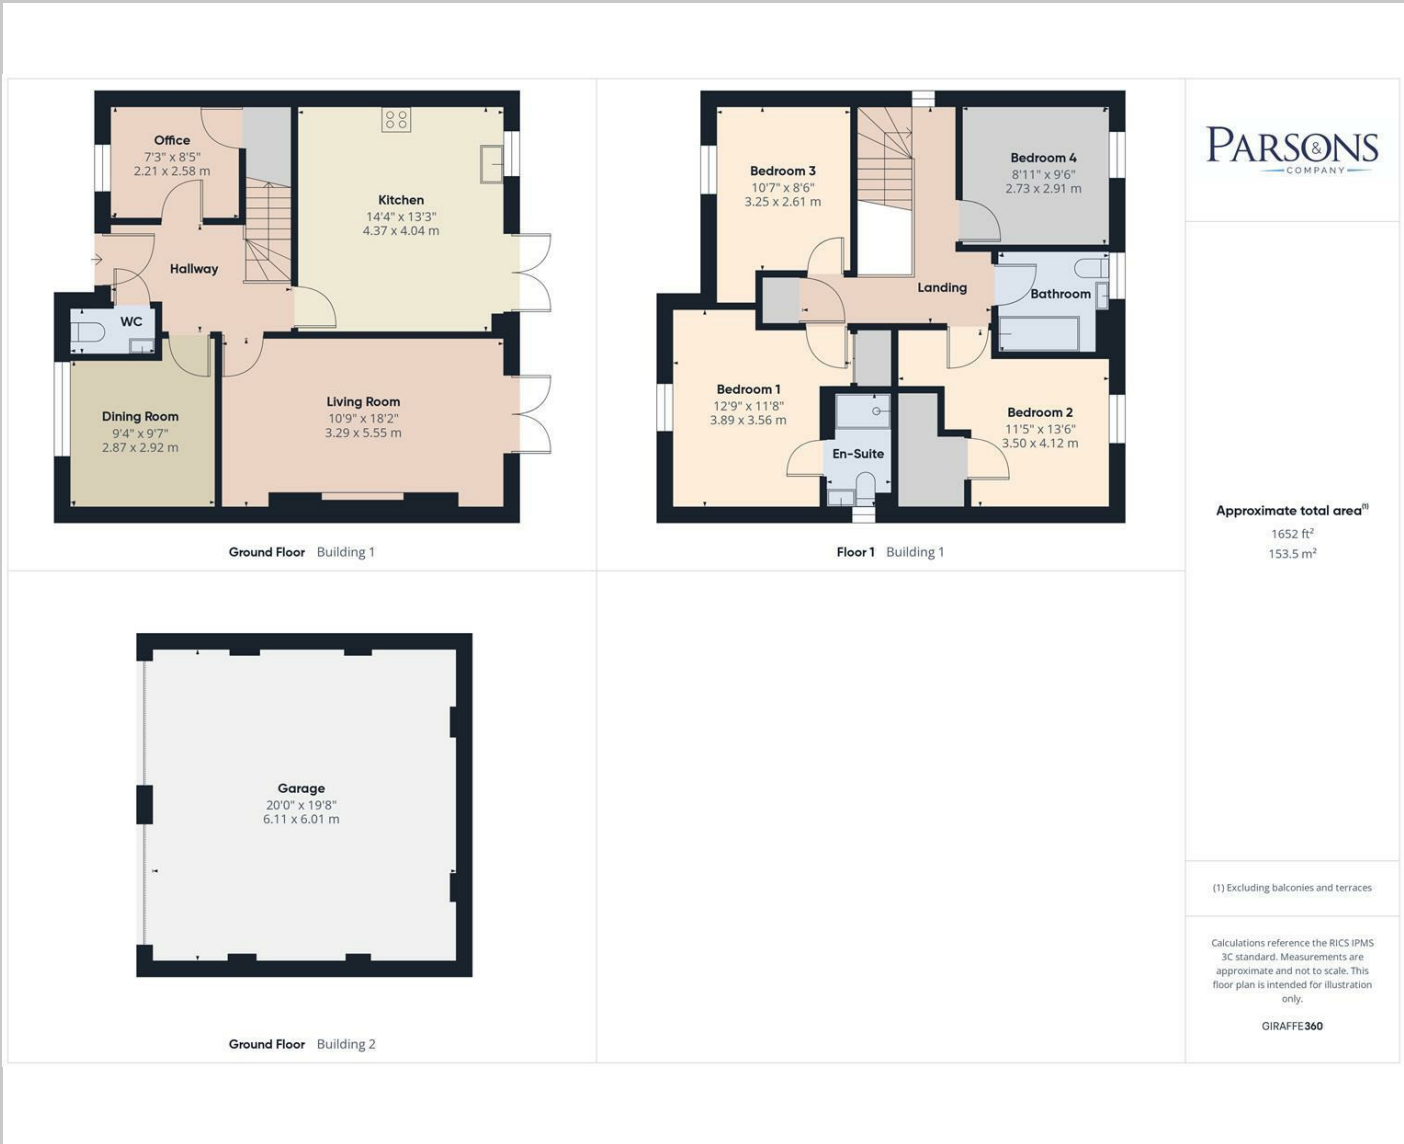 Office
7'3" x 8'5"
2.21 x 2.58 m
Kitchen
14'4" x 13'3"
4.37 x 4.04 m
Hallway
WC
Dining Room
9'4" x 9'7"
2.87 x 2.92 m
Living Room
10'9" x 18'2"
3.29 x 5.55 m
Ground Floor Building 1
Bedroom 3
10'7" x 8'6"
3.25 x 2.61 m
Bedroom 4
8'11" x 9'6"
2.73 x 2.91 m
Landing
Bathroom
Bedroom 1
12'9" x 11'8"
3.89 x 3.56 m
En-Suite
Bedroom 2
11'5" x 13'6"
3.50 x 4.12 m
Floor 1 Building 1
Garage
20'0" x 19'8"
6.11 x 6.01 m
Ground Floor Building 2
PARSONS &
COMPANY
Approximate total area(1)
1652 ft²
153.5 m²
(1) Excluding balconies and terraces
Calculations reference the RICS IPMS
3C standard. Measurements are
approximate and not to scale. This
floor plan is intended for illustration
only.
GIRAFFE360